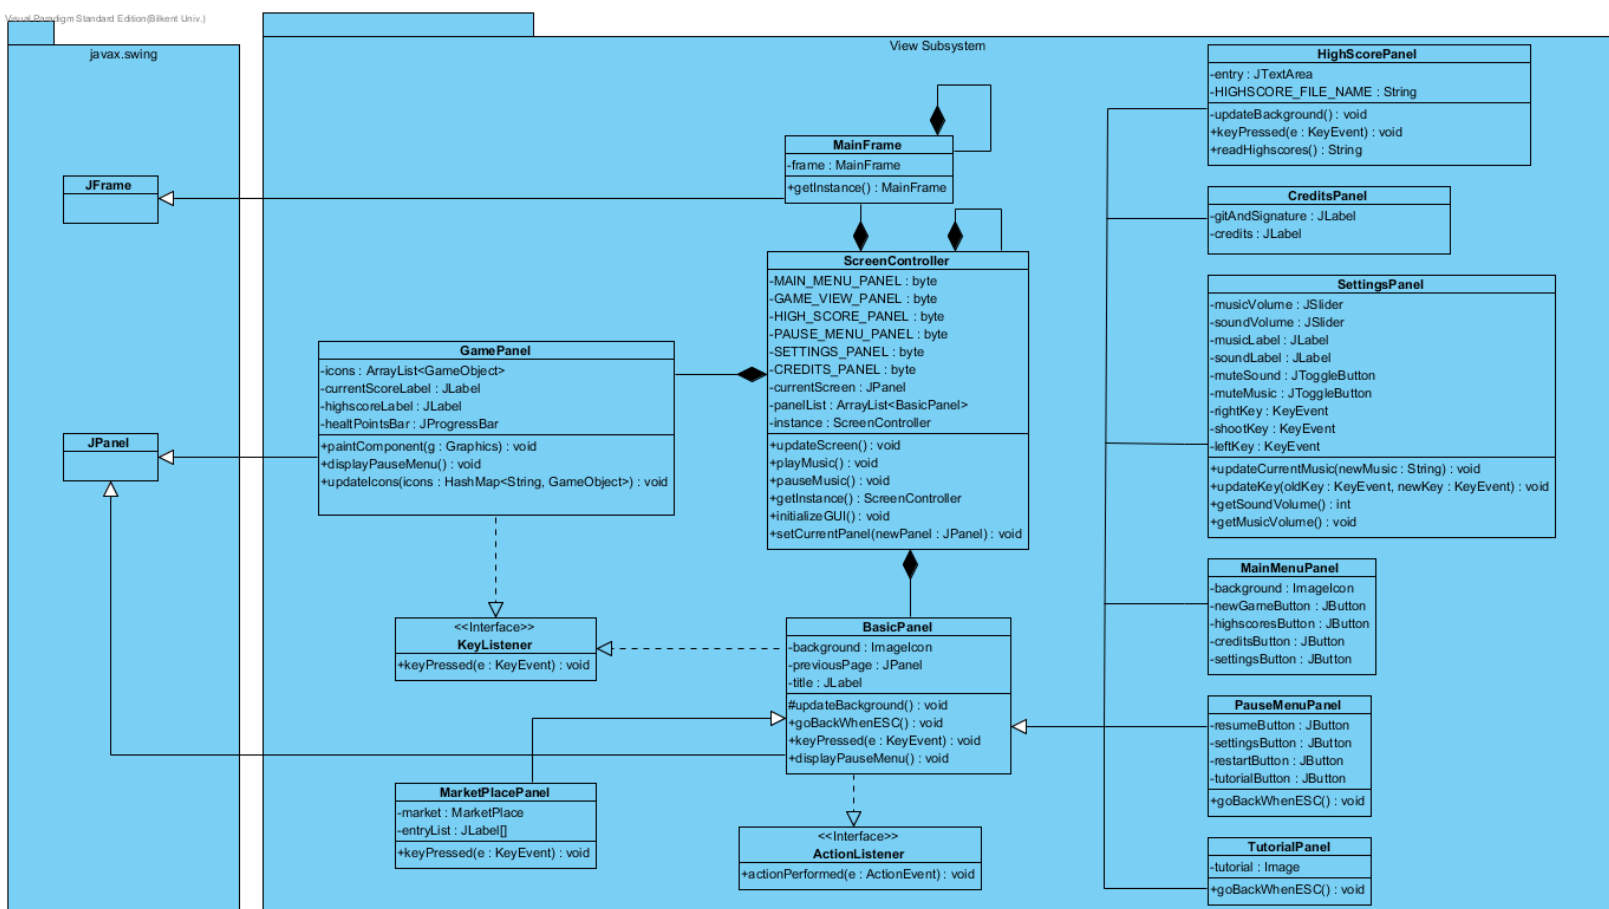 Visual Paradigm Standard Edition(Bilkent Univ.)
javax.swing
JFrame
JPanel
View Subsystem
MainFrame
-frame : MainFrame
+getInstance() : MainFrame
ScreenController
-MAIN_MENU_PANEL : byte
-GAME_VIEW_PANEL : byte
-HIGH_SCORE_PANEL : byte
-PAUSE_MENU_PANEL : byte
-SETTINGS_PANEL : byte
-CREDITS_PANEL : byte
-currentScreen : JPanel
-panelList : ArrayList<BasicPanel>
-instance : ScreenController
+updateScreen() : void
+playMusic() : void
+pauseMusic() : void
+getInstance() : ScreenController
+initializeGUI() : void
+setCurrentPanel(newPanel : JPanel) : void
GamePanel
-icons : ArrayList<GameObject>
-currentScoreLabel : JLabel
-highscoreLabel : JLabel
-healtPointsBar : JProgressBar
+paintComponent(g : Graphics) : void
+displayPauseMenu() : void
+updateIcons(icons : HashMap<String, GameObject>) : void
<<Interface>>
KeyListener
+keyPressed(e : KeyEvent) : void
BasicPanel
-background : ImageIcon
-previousPage : JPanel
-title : JLabel
#updateBackground() : void
+goBackWhenESC() : void
+keyPressed(e : KeyEvent) : void
+displayPauseMenu() : void
MarketPlacePanel
-market : MarketPlace
-entryList : JLabel[]
+keyPressed(e : KeyEvent) : void
<<Interface>>
ActionListener
+actionPerformed(e : ActionEvent) : void
HighScorePanel
-entry : JTextArea
-HIGHSCORE_FILE_NAME : String
-updateBackground() : void
+keyPressed(e : KeyEvent) : void
+readHighscores() : String
CreditsPanel
-gitAndSignature : JLabel
-credits : JLabel
SettingsPanel
-musicVolume : JSlider
-soundVolume : JSlider
-musicLabel : JLabel
-soundLabel : JLabel
-muteSound : JToggleButton
-muteMusic : JToggleButton
-rightKey : KeyEvent
-shootKey : KeyEvent
-leftKey : KeyEvent
+updateCurrentMusic(newMusic : String) : void
+updateKey(oldKey : KeyEvent, newKey : KeyEvent) : void
+getSoundVolume() : int
+getMusicVolume() : void
MainMenuPanel
-background : ImageIcon
-newGameButton : JButton
-highscoresButton : JButton
-creditsButton : JButton
-settingsButton : JButton
PauseMenuPanel
-resumeButton : JButton
-settingsButton : JButton
-restartButton : JButton
-tutorialButton : JButton
+goBackWhenESC() : void
TutorialPanel
-tutorial : Image
+goBackWhenESC() : void